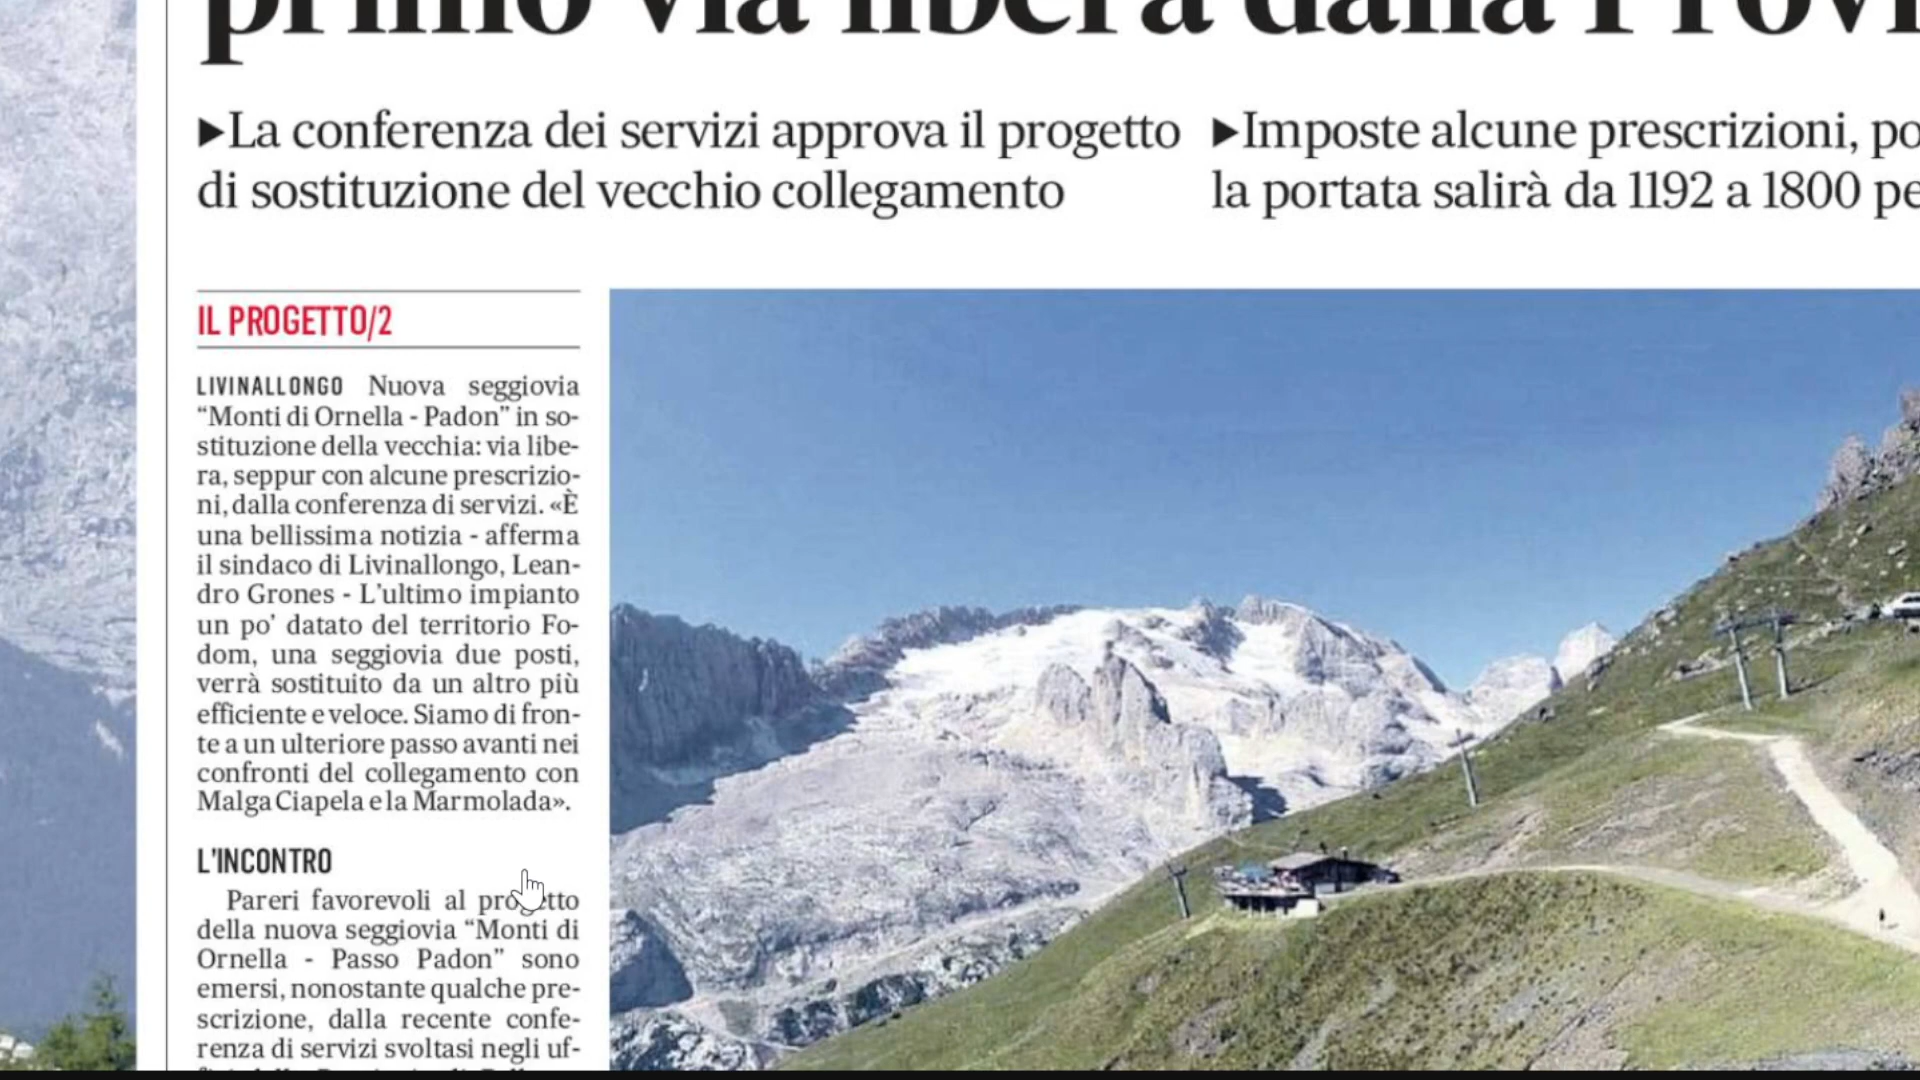 primo via libera dalla Prov
▶La conferenza dei servizi approva il progetto
di sostituzione del vecchio collegamento
▶Imposte alcune prescrizioni, po
la portata salirà da 1192 a 1800 pe
IL PROGETTO/2
LIVINALLONGO Nuova seggiovia
“Monti di Ornella - Padon” in so-
stituzione della vecchia: via libe-
ra, seppur con alcune prescrizio-
ni, dalla conferenza di servizi. «È
una bellissima notizia - afferma
il sindaco di Livinallongo, Lean-
dro Grones - L’ultimo impianto
un po’ datato del territorio Fo-
dom, una seggiovia due posti,
verrà sostituito da un altro più
efficiente e veloce. Siamo di fron-
te a un ulteriore passo avanti nei
confronti del collegamento con
Malga Ciapela e la Marmolada».
L’INCONTRO
Pareri favorevoli al progetto
della nuova seggiovia “Monti di
Ornella - Passo Padon” sono
emersi, nonostante qualche pre-
scrizione, dalla recente confe-
renza di servizi svoltasi negli uf-